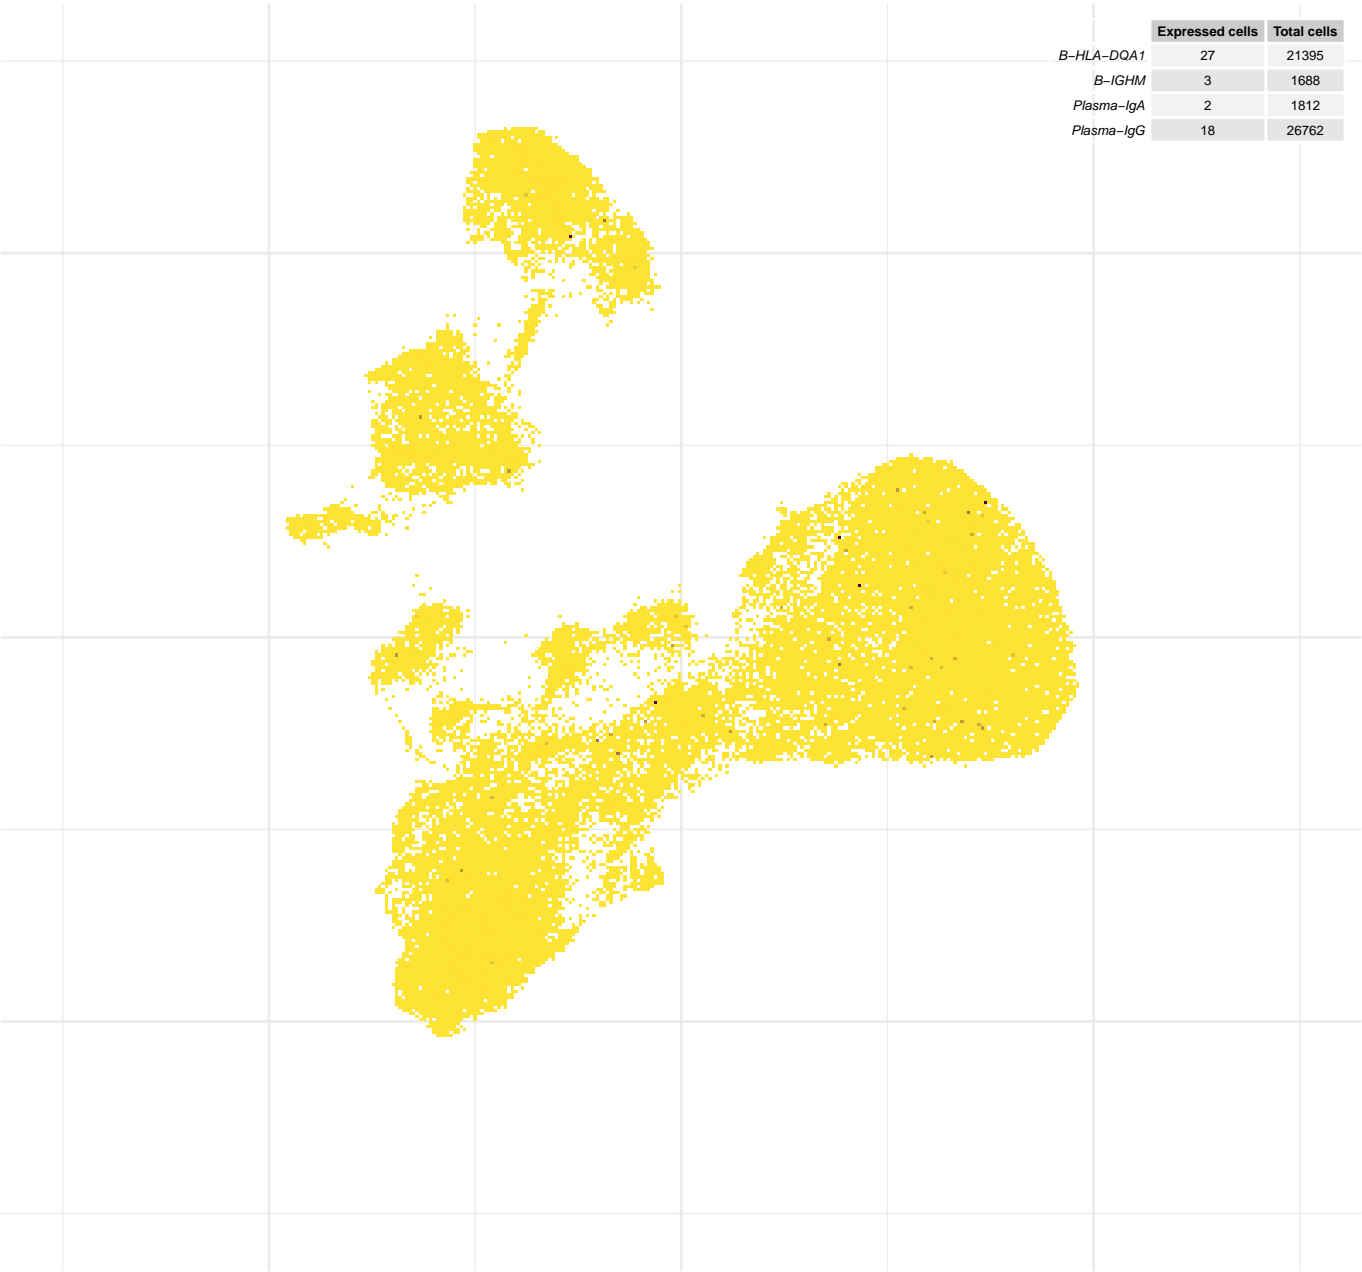 Expressed cells Total cells
B−HLA−DQA1 27 21395
B−IGHM 3 1688
Plasma−IgA 2 1812
Plasma−IgG 18 26762